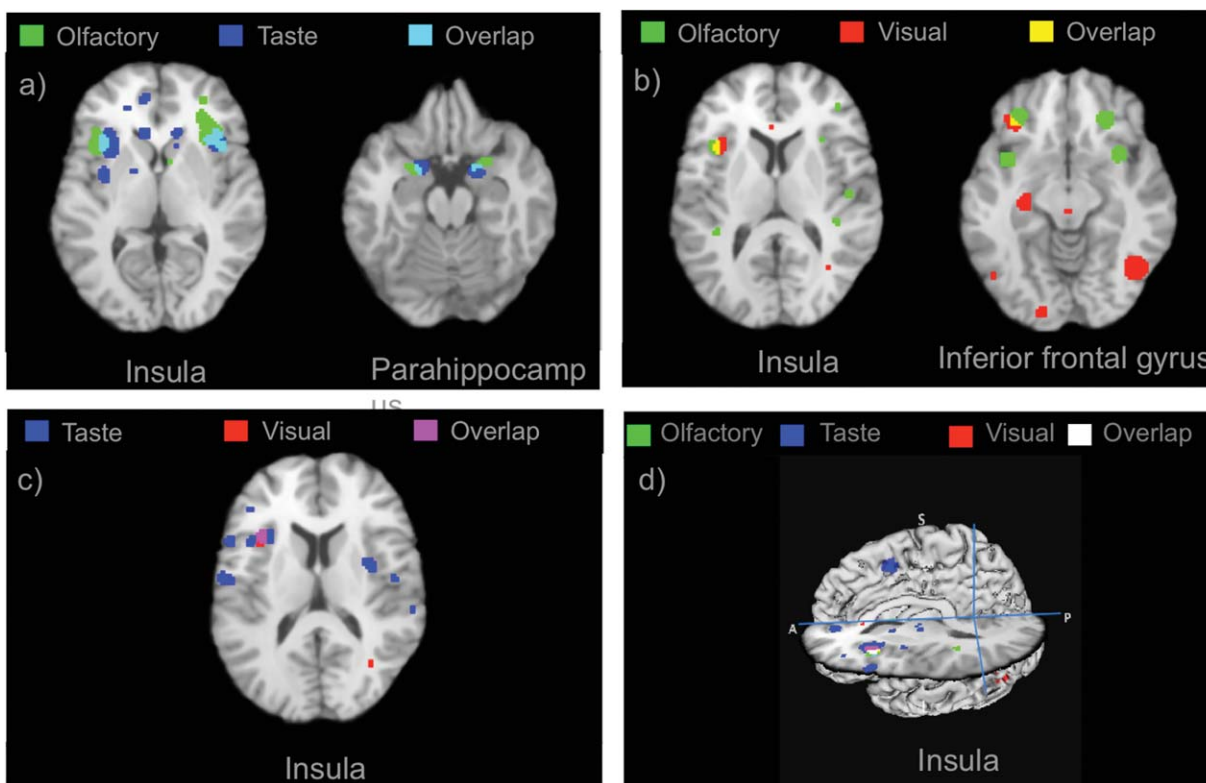 Olfactory Taste Overlap
a)
Insula Parahippocamp
us
Olfactory Visual Overlap
b)
Insula Inferior frontal gyrus
Taste Visual Overlap
c)
Insula
Olfactory Taste Visual Overlap
d)
S
A P
Insula